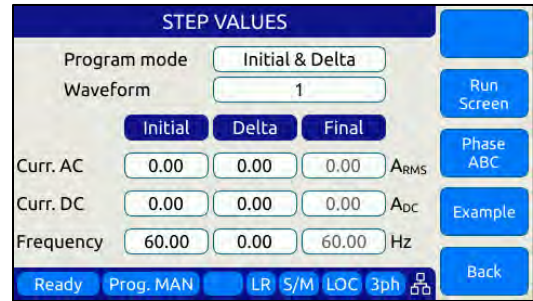 STEP VALUES
Program mode Initial & Delta
Waveform 1
Initial Delta Final
Curr. AC 0.00 0.00 0.00 ARMS
Curr. DC 0.00 0.00 0.00 ADC
Frequency 60.00 0.00 60.00 Hz
Ready Prog. MAN LR S/M LOC 3ph
Run
Screen
Phase
ABC
Example
Back